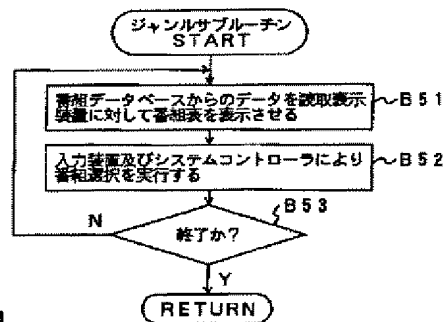 ジャンルサブルーチン
START
番組データベースからのデータを読取表示
装置に対して番組表を表示させる
B51
入力装置及びシステムコントローラにより
番組選択を実行する
B52
B53
N
終了か?
Y
RETURN